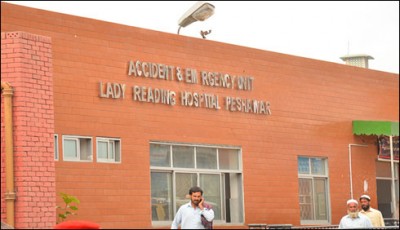 ACCIDENT & EM RGENCY UNIT
LADY READING HOSPITAL PESHAWAR